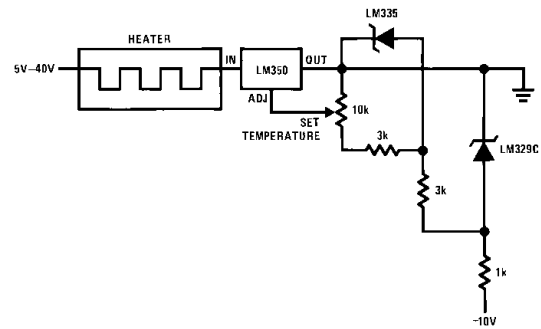 LM335
HEATER
5V–40V
IN
LM350
OUT
ADJ
10k
SET
TEMPERATURE
3k
LM329C
3k
1k
–10V